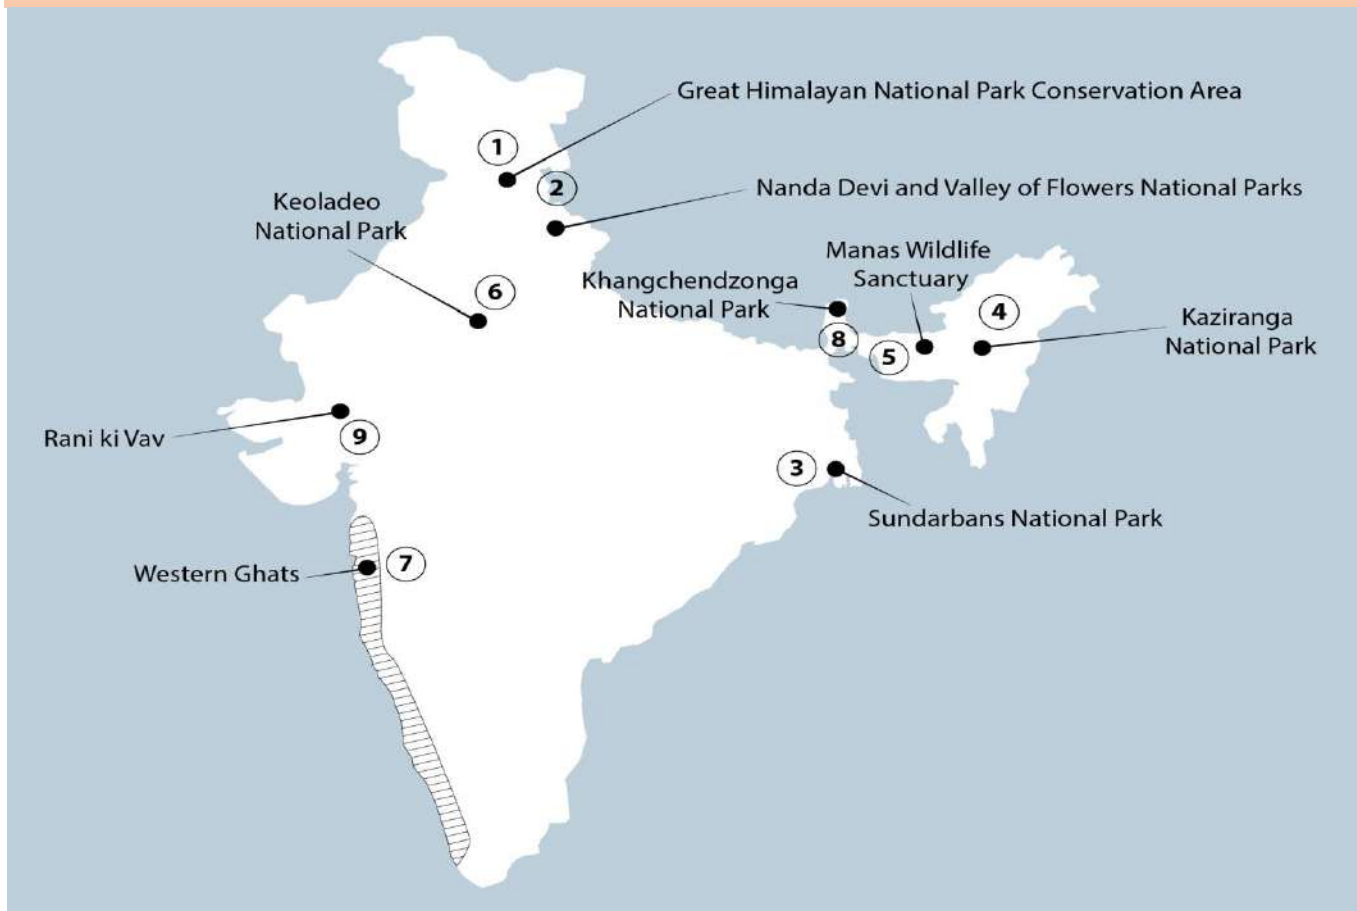 Great Himalayan National Park Conservation Area
1
2
Nanda Devi and Valley of Flowers National Parks
Keoladeo
National Park
6
Khangchendzonga
National Park
8
Manas Wildlife
Sanctuary
5
4
Kaziranga
National Park
Rani ki Vav
9
3
Sundarbans National Park
Western Ghats
7